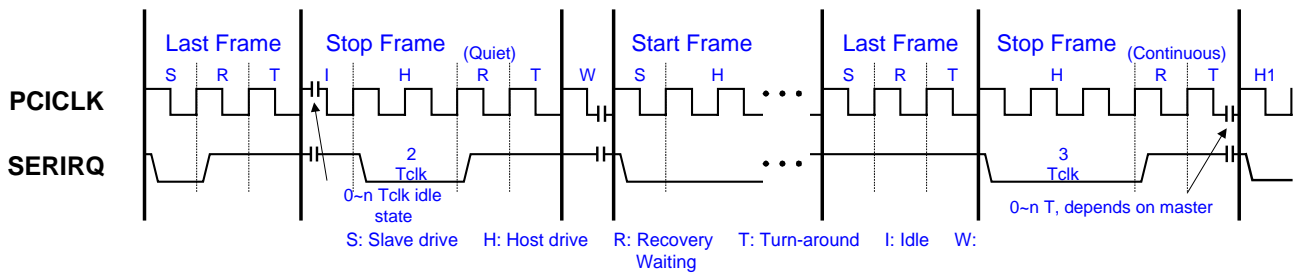 Last Frame Stop Frame Start Frame Last Frame Stop Frame
(Quiet) (Continuous)
S R T I H R T W S H S R T H R T H1
PCICLK
SERIRQ
2
Tclk
3
Tclk
0~n Tclk idle
state
0~n T, depends on master
S: Slave drive H: Host drive R: Recovery T: Turn-around I: Idle W:
Waiting